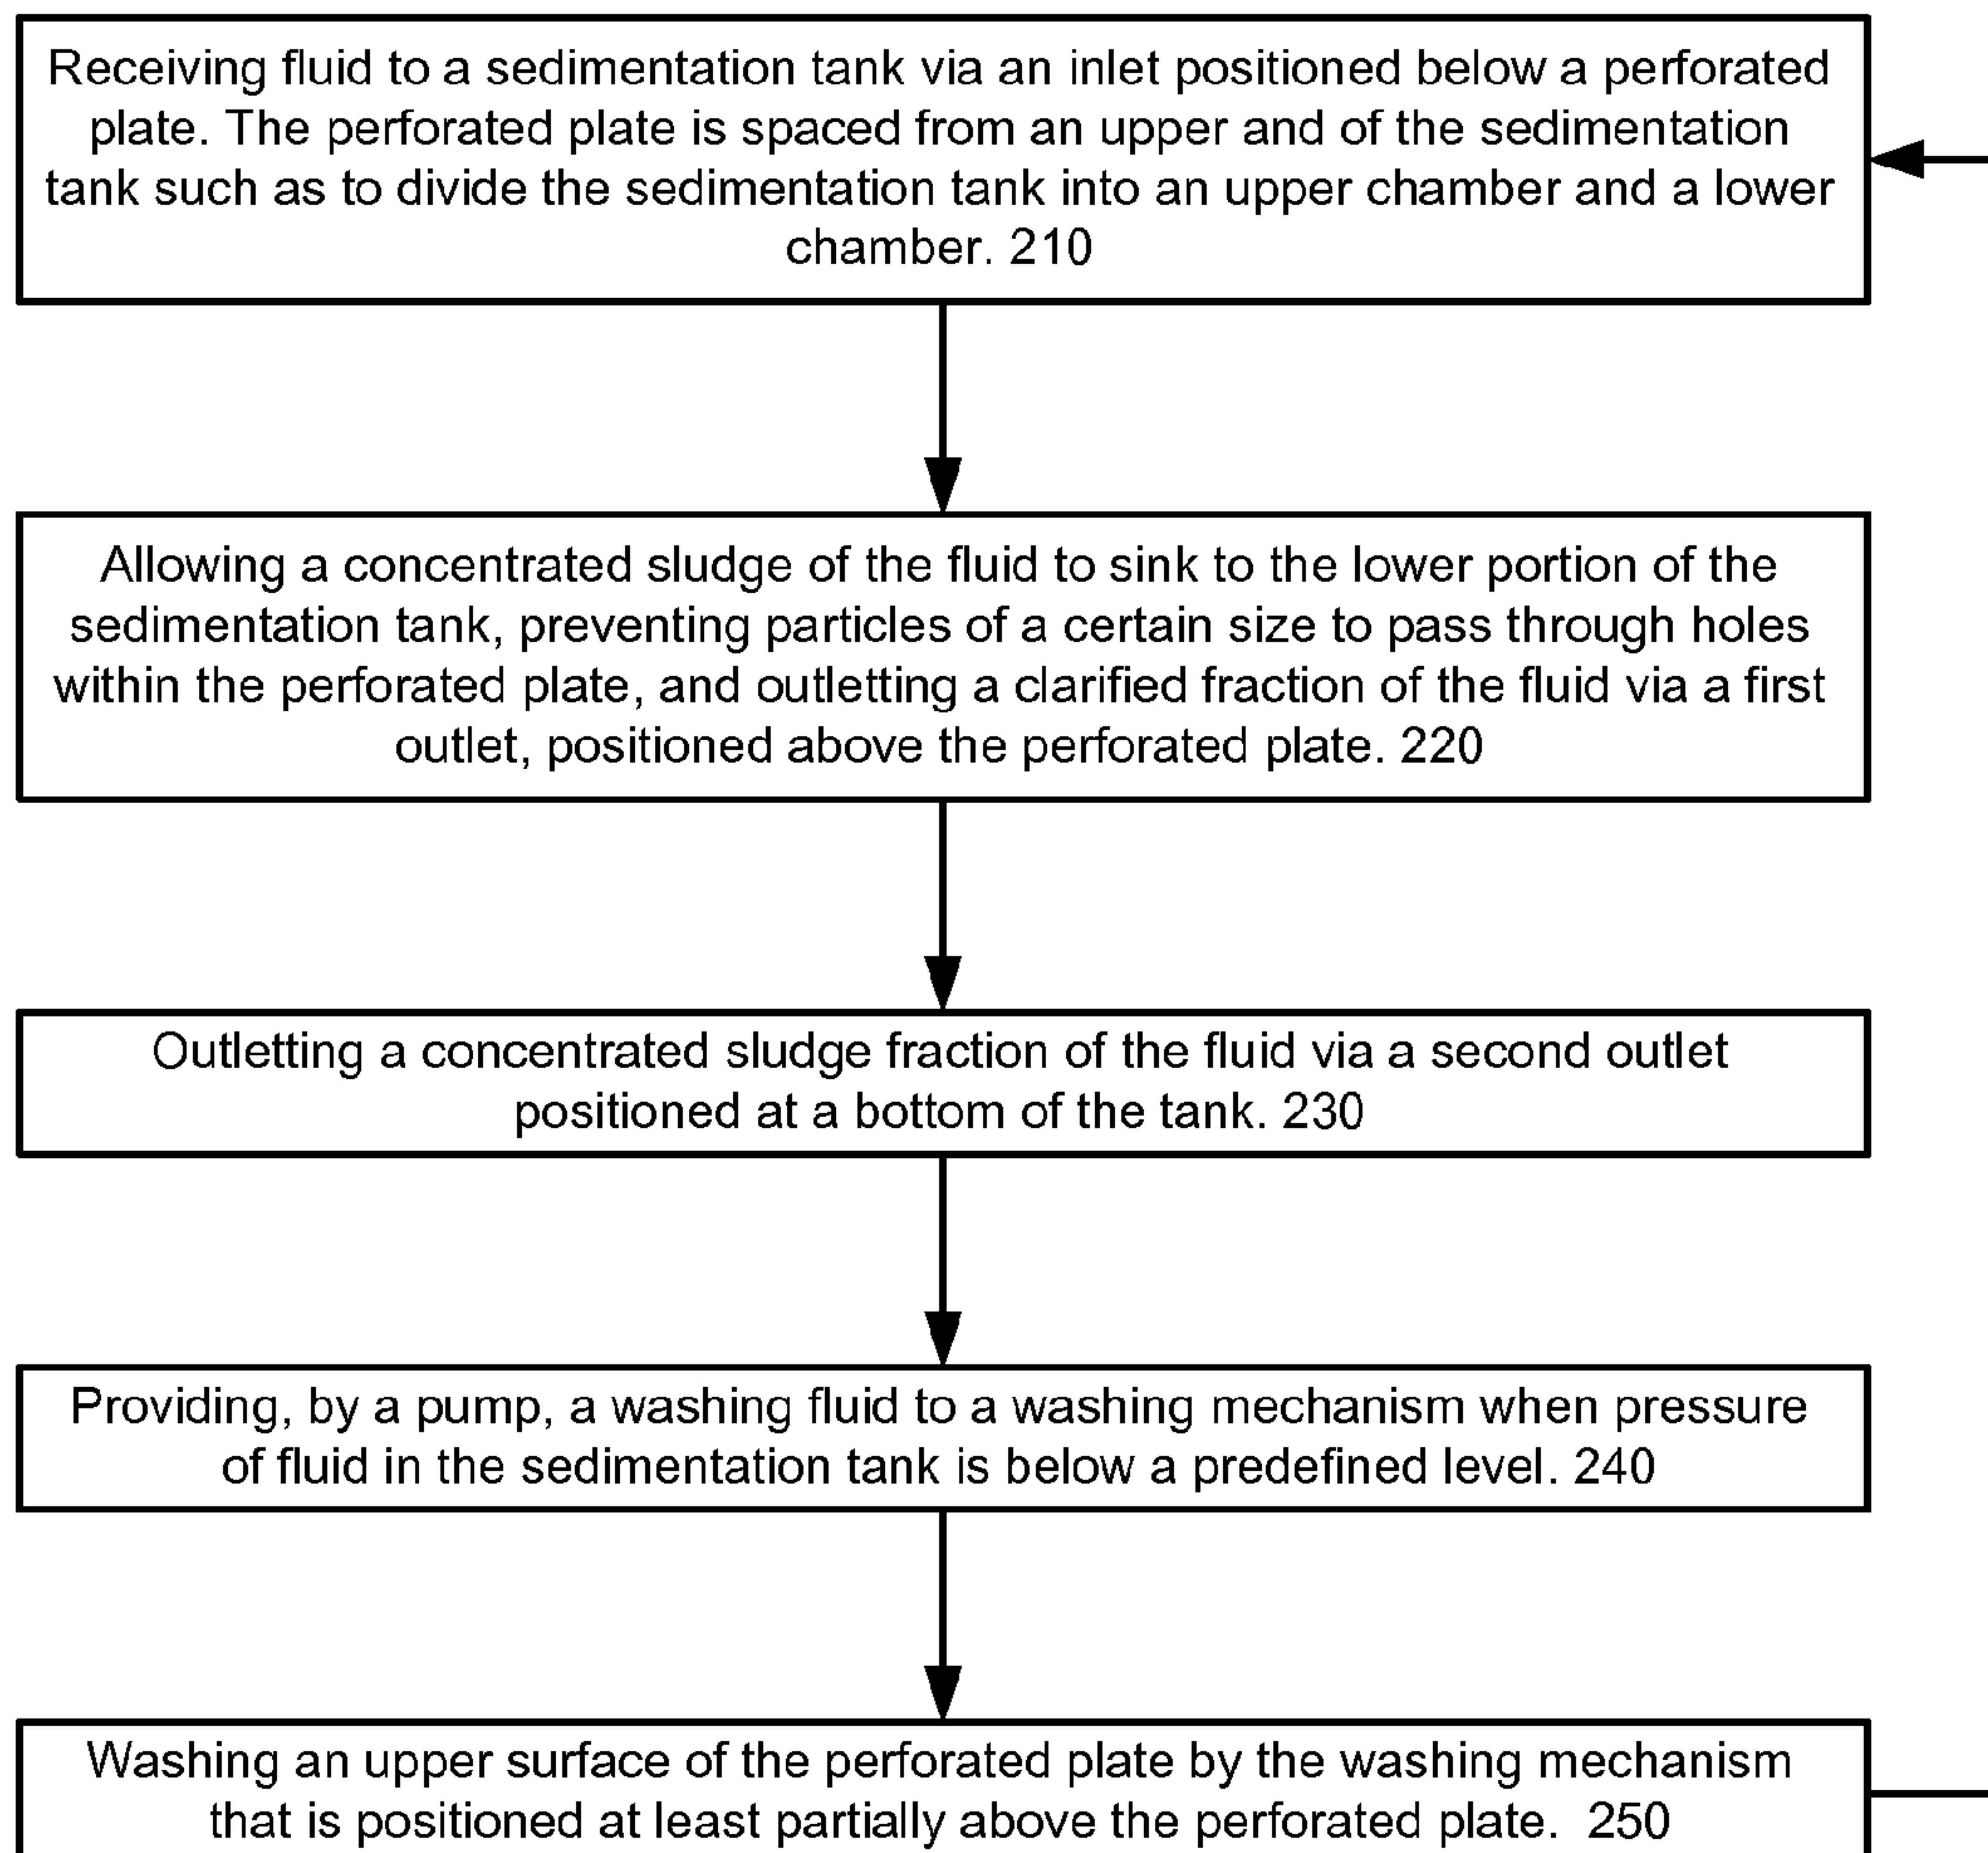 Receiving fluid to a sedimentation tank via an inlet positioned below a perforated
plate. The perforated plate is spaced from an upper and of the sedimentation
tank such as to divide the sedimentation tank into an upper chamber and a lower
chamber. 210
Allowing a concentrated sludge of the fluid to sink to the lower portion of the
sedimentation tank, preventing particles of a certain size to pass through holes
within the perforated plate, and outletting a clarified fraction of the fluid via a first
outlet, positioned above the perforated plate. 220
Outletting a concentrated sludge fraction of the fluid via a second outlet
positioned at a bottom of the tank. 230
Providing, by a pump, a washing fluid to a washing mechanism when pressure
of fluid in the sedimentation tank is below a predefined level. 240
Washing an upper surface of the perforated plate by the washing mechanism
that is positioned at least partially above the perforated plate. 250